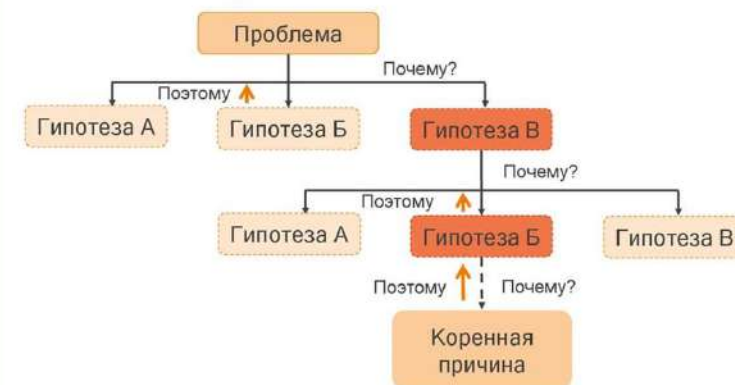 Проблема
Почему?
Поэтому
Гипотеза А
Гипотеза Б
Гипотеза В
Почему?
Поэтому
Гипотеза А
Гипотеза Б
Гипотеза В
Поэтому
Почему?
Коренная
причина